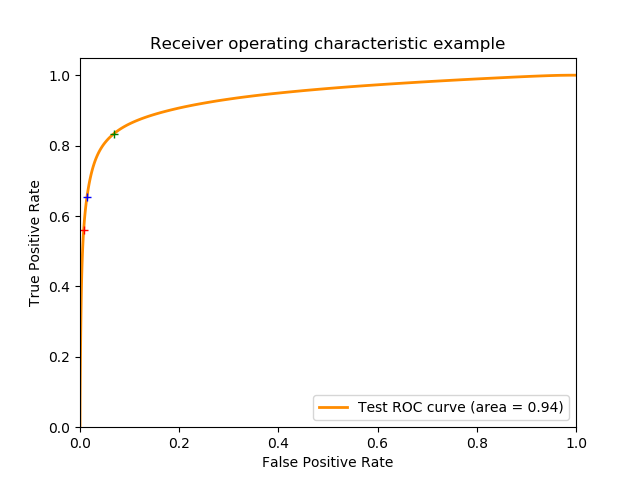 Receiver operating characteristic example
True Positive Rate
1.0
0.8
0.6
0.4
0.2
0.0
Test ROC curve (area = 0.94)
0.0 0.2 0.4 0.6 0.8 1.0
False Positive Rate